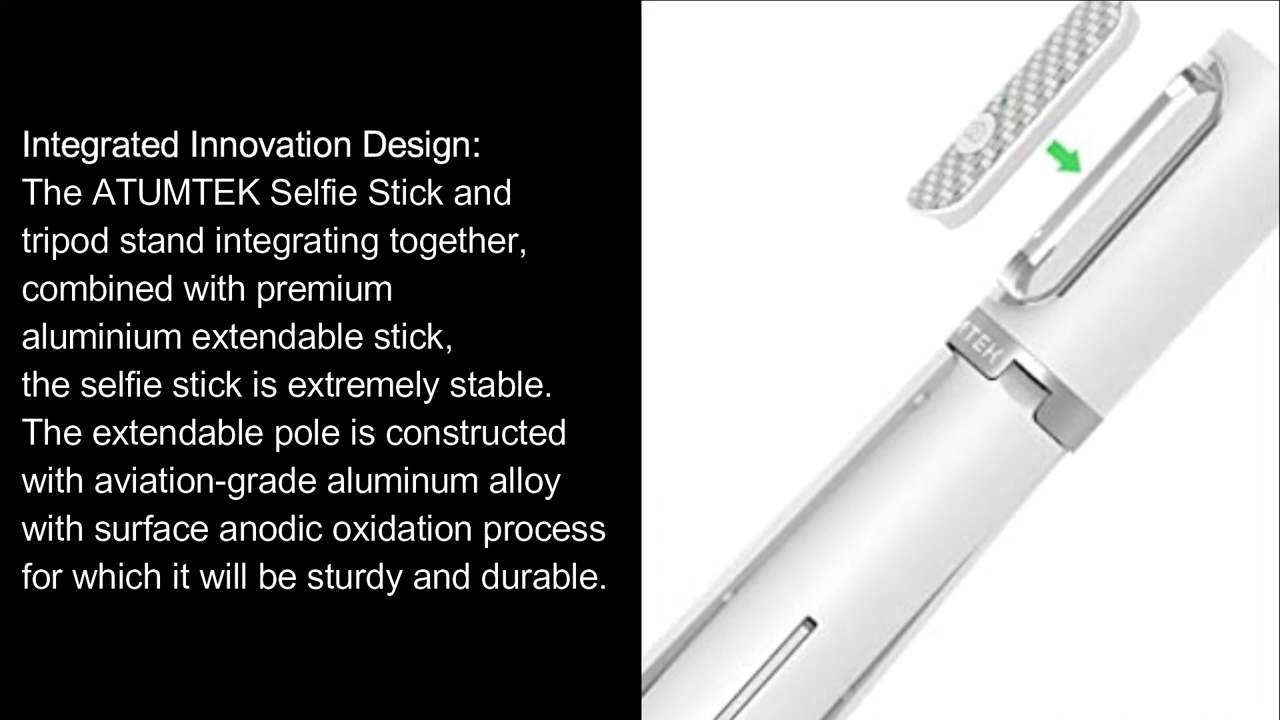 Integrated Innovation Design:
The ATUMTEK Selfie Stick and
tripod stand integrating together,
combined with premium
aluminium extendable stick,
the selfie stick is extremely stable.
The extendable pole is constructed
with aviation-grade aluminum alloy
with surface anodic oxidation process
for which it will be sturdy and durable.